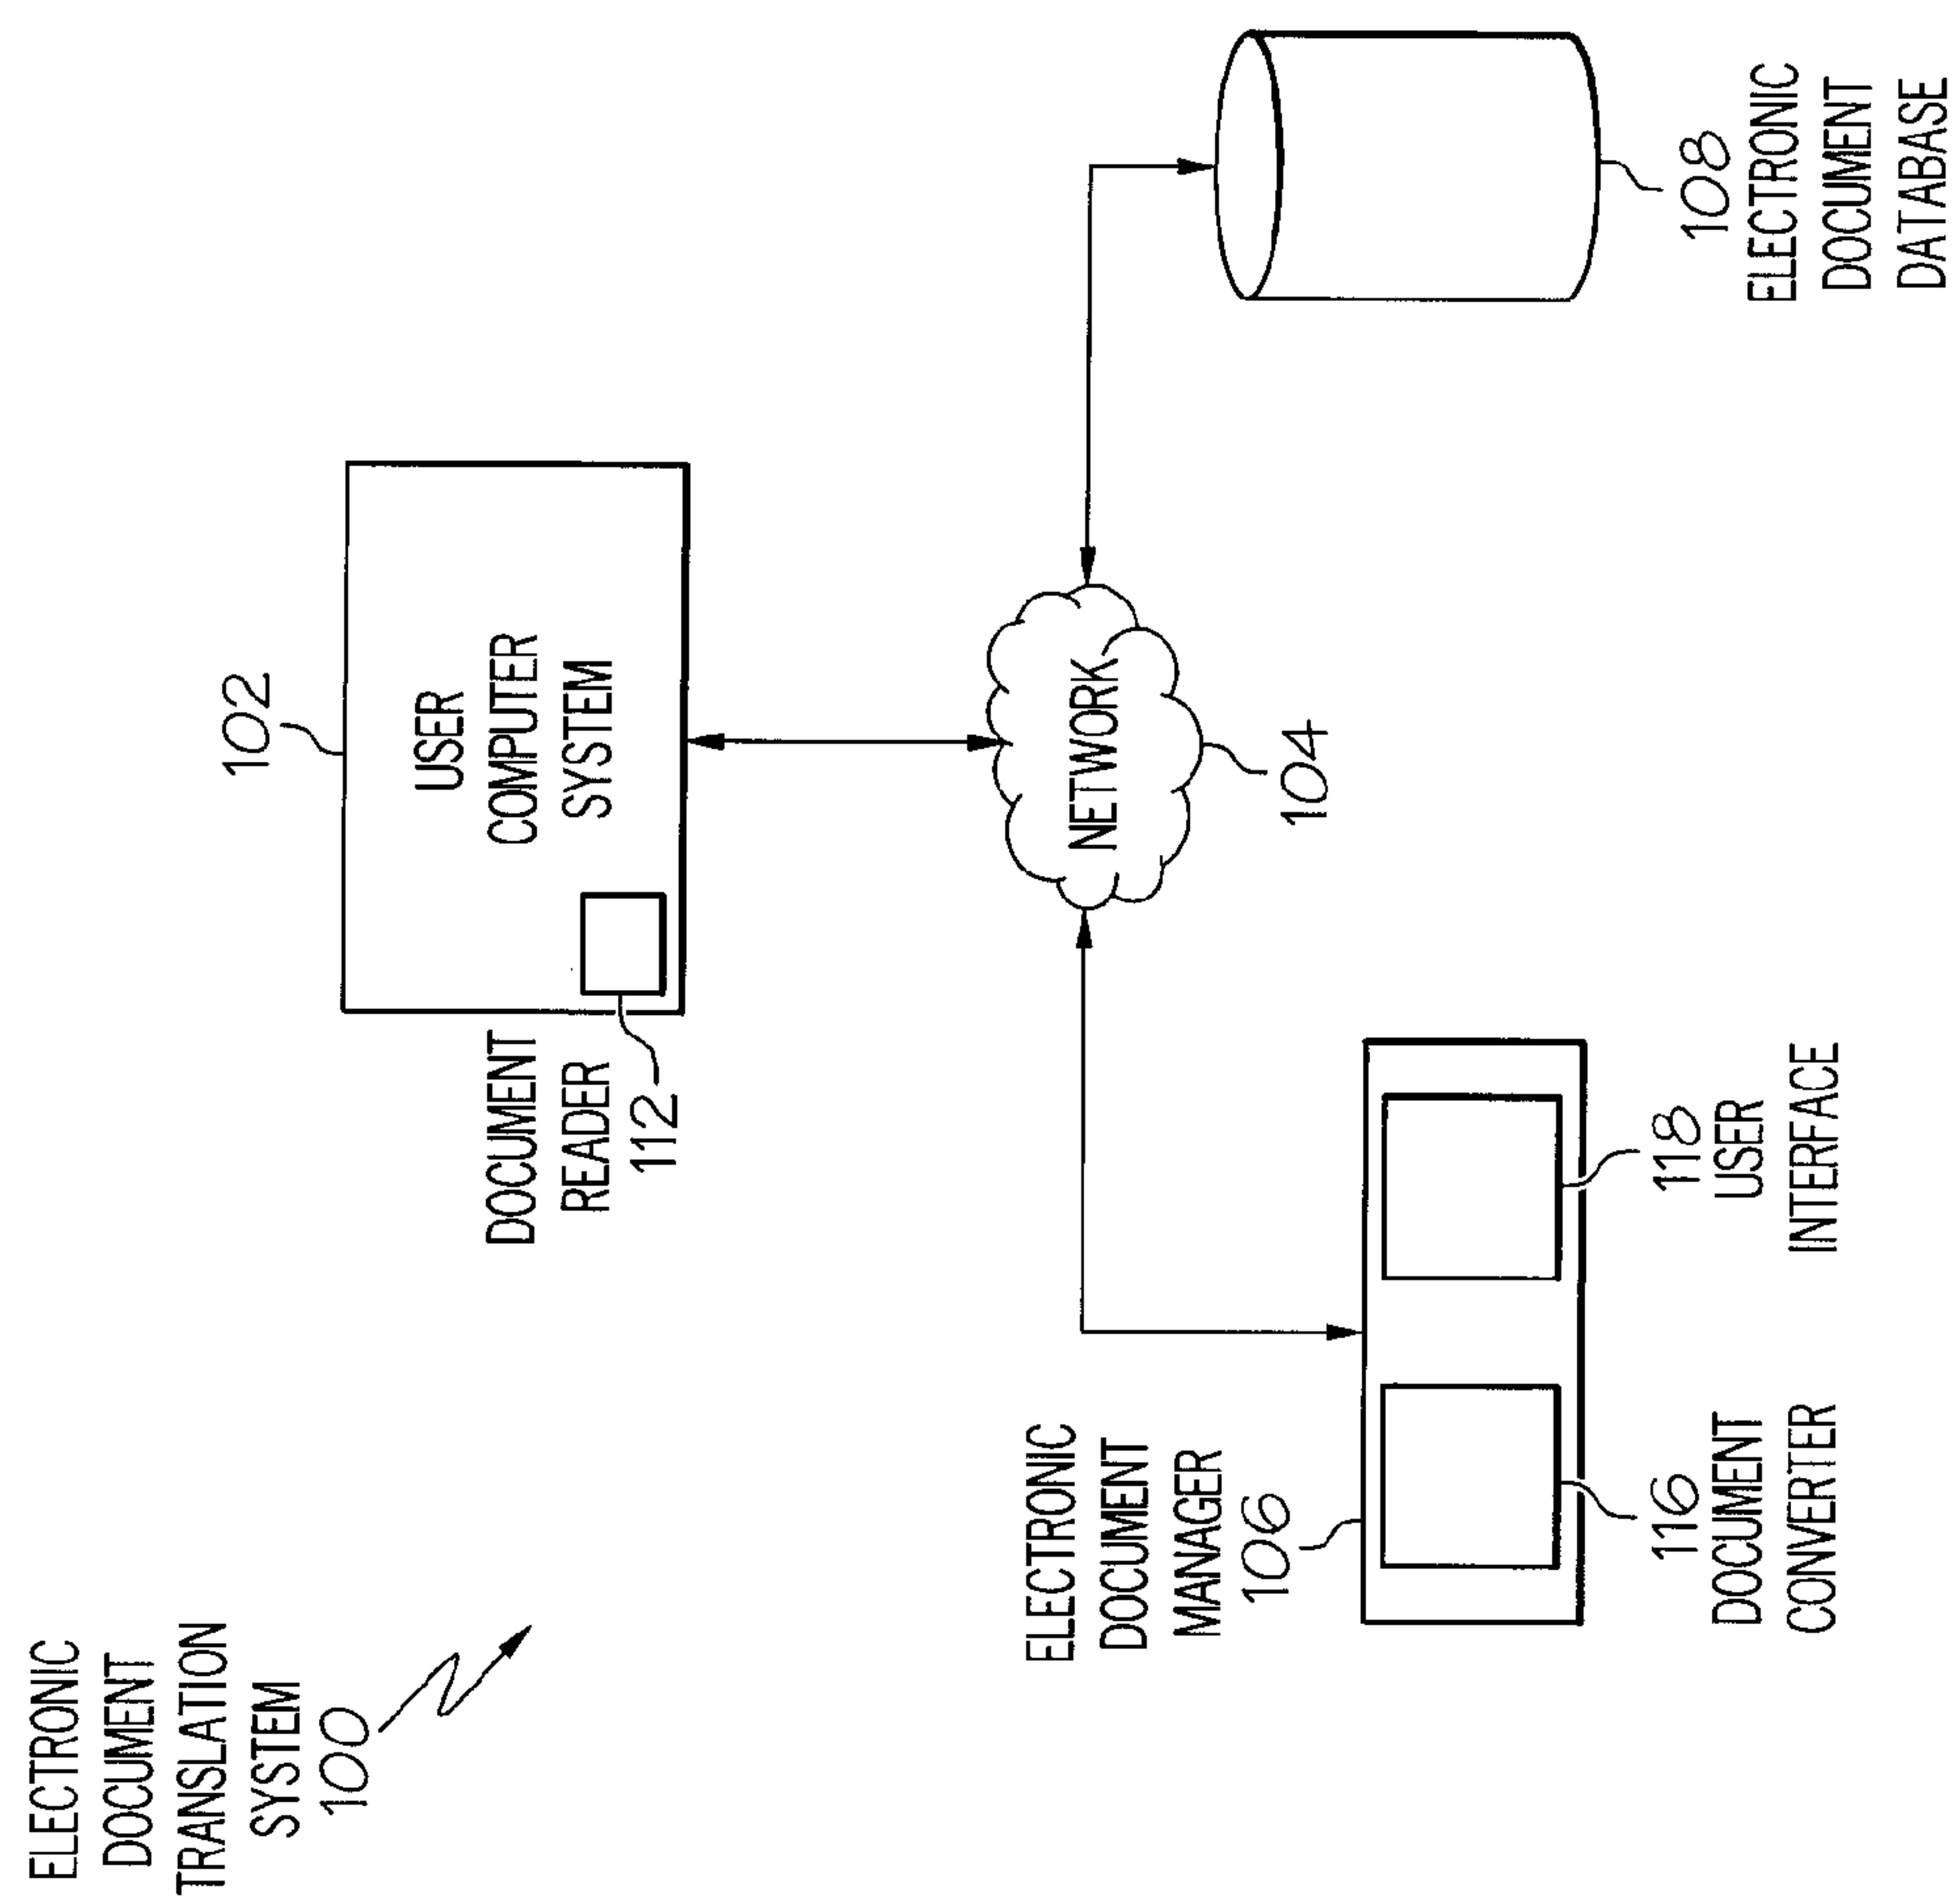 ELECTRONIC
DOCUMENT
TRANSLATION
SYSTEM
100
102
USER
COMPUTER
SYSTEM
DOCUMENT
READER
112
NETWORK
104
ELECTRONIC
DOCUMENT
MANAGER
106
116
DOCUMENT
CONVERTER
118
USER
INTERFACE
108
ELECTRONIC
DOCUMENT
DATABASE